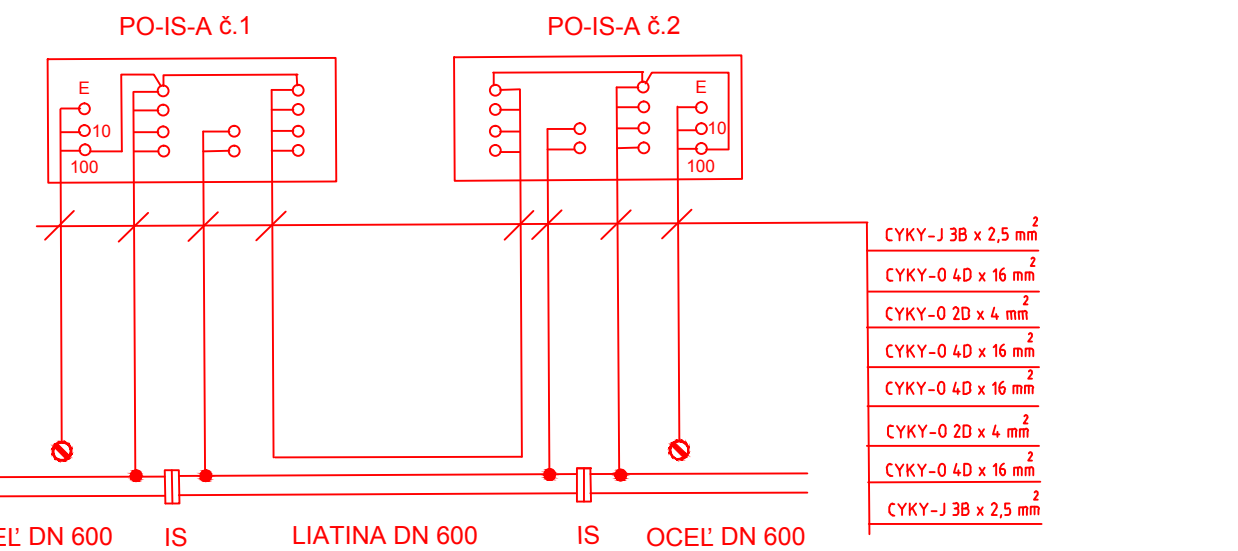 PO-IS-A č.1
PO-IS-A č.2
E
10
100
E
10
100
CYKY-J 3B x 2,5 mm²
CYKY-O 4D x 16 mm²
CYKY-O 2D x 4 mm²
CYKY-O 4D x 16 mm²
CYKY-O 4D x 16 mm²
CYKY-O 2D x 4 mm²
CYKY-O 4D x 16 mm²
CYKY-J 3B x 2,5 mm²
EĽ DN 600
IS
LIATINA DN 600
IS
OCEĽ DN 600